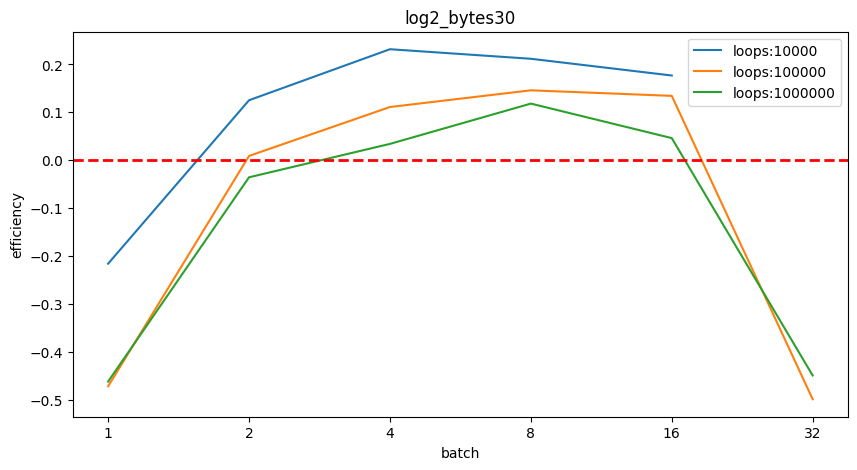 log2_bytes30
loops:10000
loops:100000
loops:1000000
efficiency
0.2
0.1
0.0
−0.1
−0.2
−0.3
−0.4
−0.5
1 2 4 8 16 32
batch